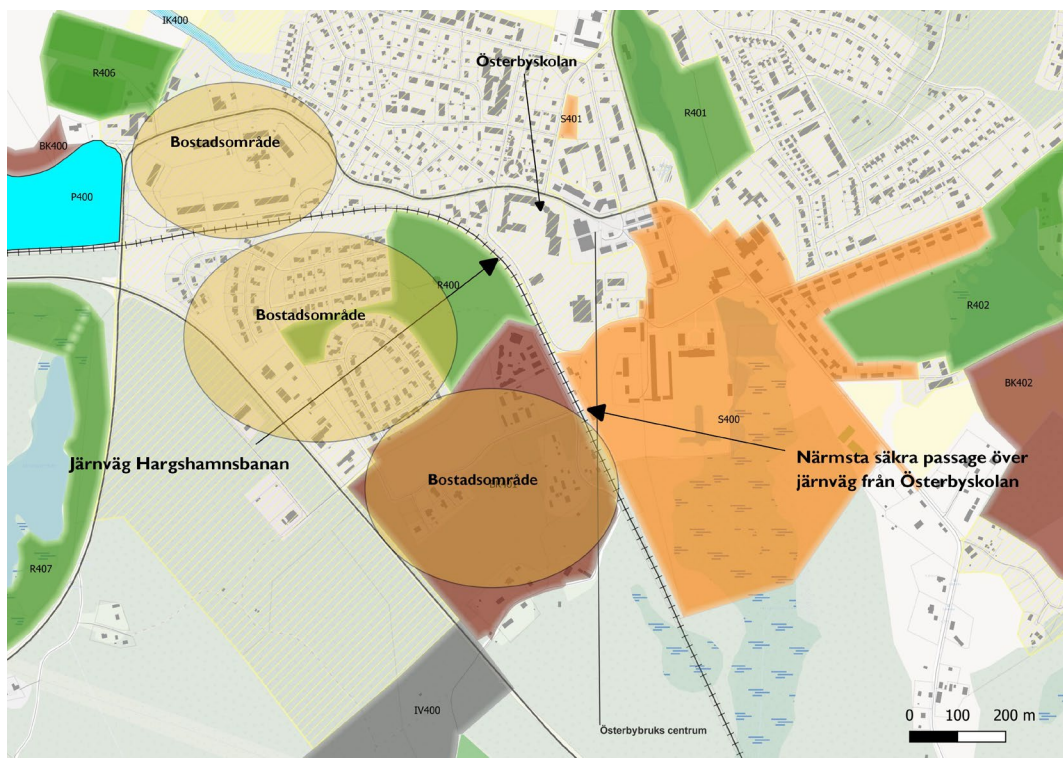 IK400
Österbyskolan
R406
S401
R401
Bostadsområde
BK400
P400
R400
R402
Bostadsområde
BK402
S400
Järnväg Hargshamnsbanan
Närmsta säkra passage över
järnväg från Österbyskolan
Bostadsområde
BK401
R407
IV400
0 100 200 m
Österbybruks centrum